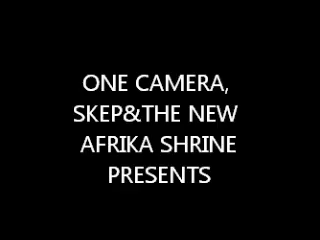 ONE CAMERA,
SKEP&THE NEW
AFRIKA SHRINE
PRESENTS